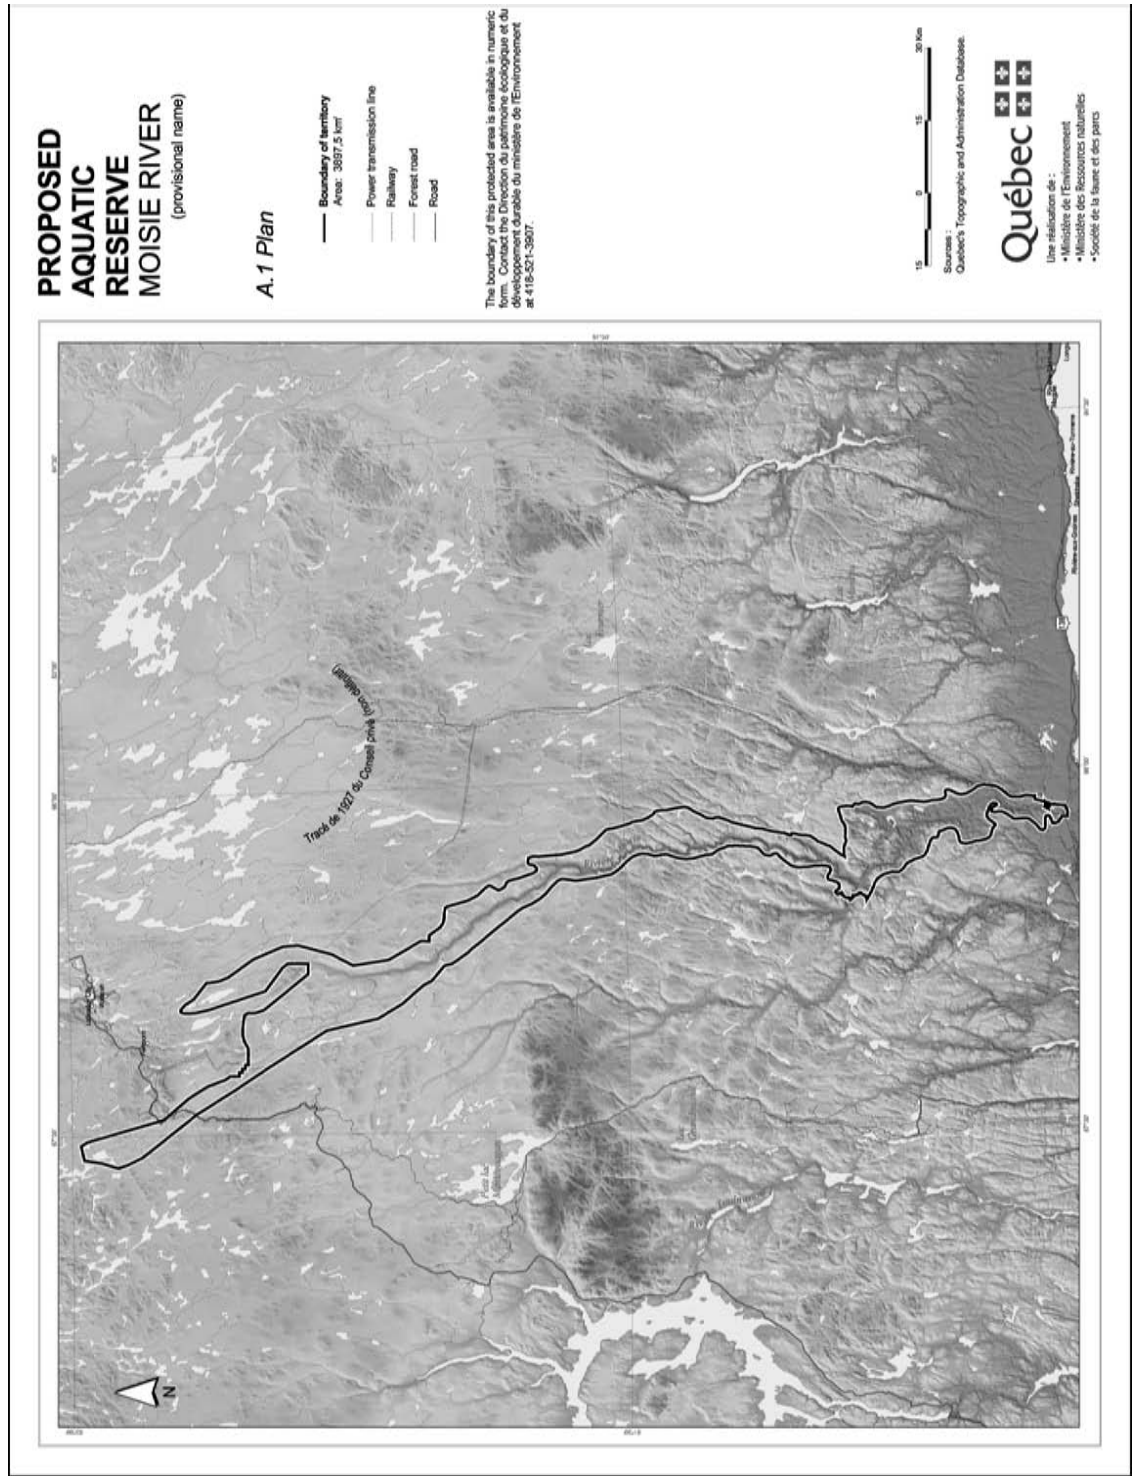 PROPOSED
AQUATIC
RESERVE
MOISIE RIVER
(provisional name)
A.1 Plan
Boundary of territory
Area: 3897,5 km²
Power transmission line
Railway
Forest road
Road
The boundary of this protected area is available in numeric
form. Contact the Direction du patrimoine écologique et du
développement durable du ministère de l'Environnement
at 418-521-3907.
15 0 15 30 Km
Sources :
Quebec's Topographic and Administration Database.
Québec
Une réalisation de :
• Ministère de l'Environnement
• Ministère des Ressources naturelles
• Société de la faune et des parcs
Tracé de 1927 du Conseil privé (non définitif)
N